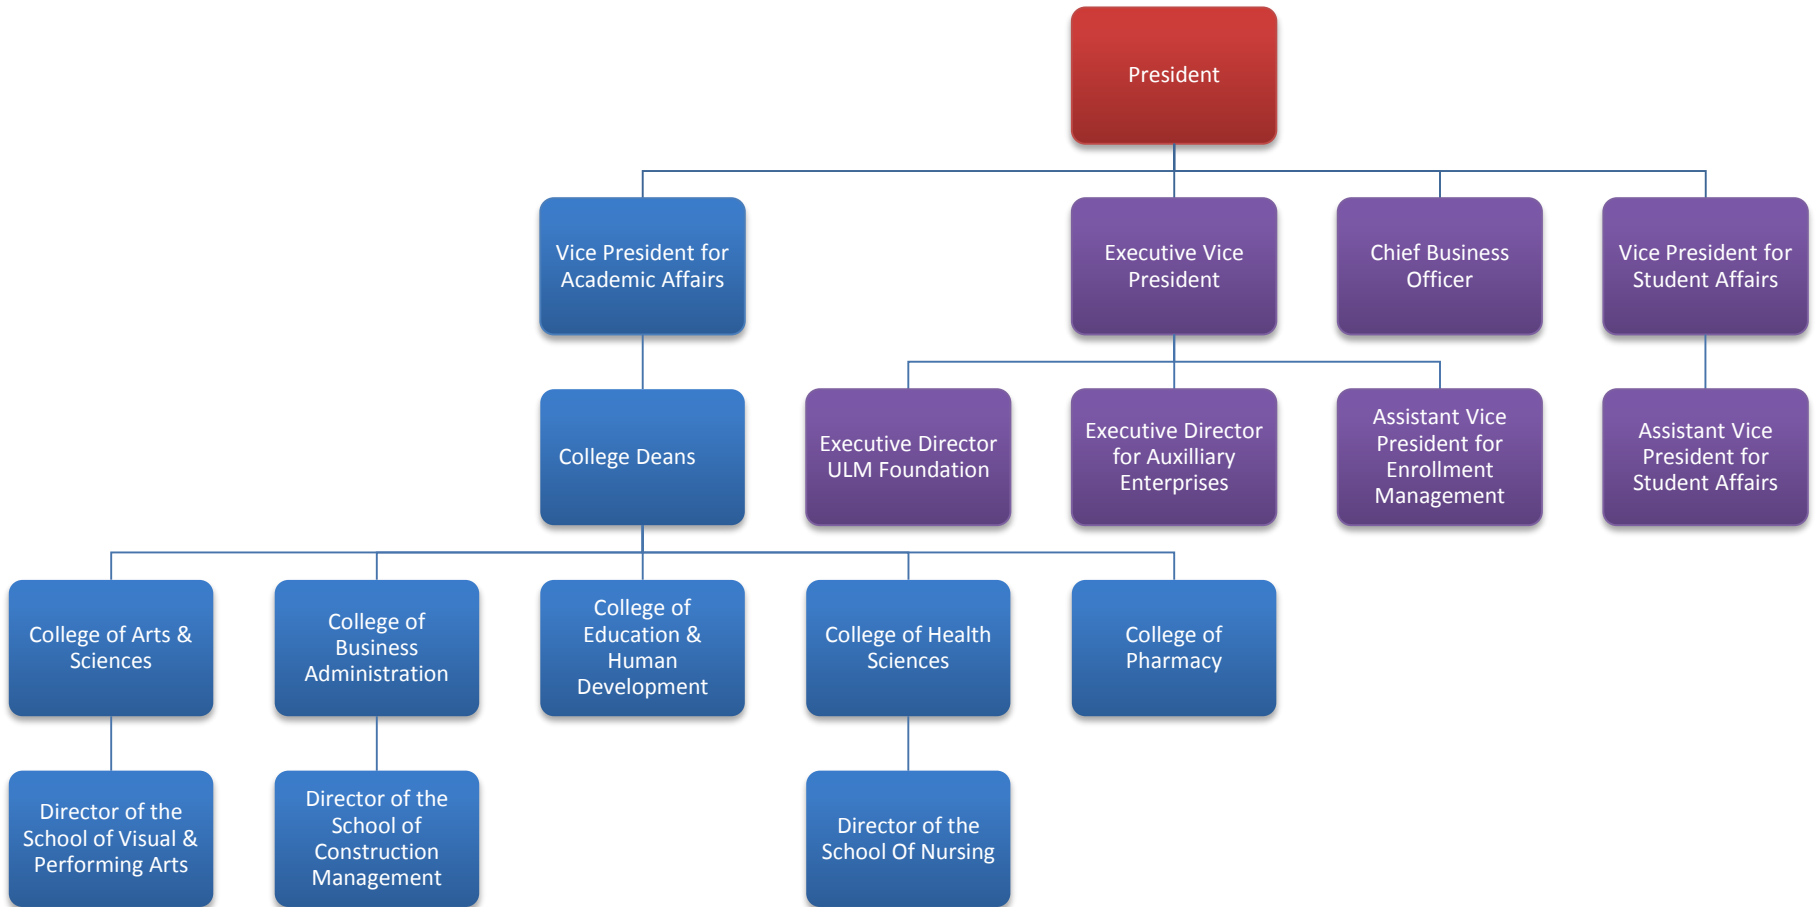 President
Vice President for
Academic Affairs
Executive Vice
President
Chief Business
Officer
Vice President for
Student Affairs
College Deans
Executive Director
ULM Foundation
Executive Director
for Auxilliary
Enterprises
Assistant Vice
President for
Enrollment
Management
Assistant Vice
President for
Student Affairs
College of Arts &
Sciences
College of
Business
Administration
College of
Education &
Human
Development
College of Health
Sciences
College of
Pharmacy
Director of the
School of Visual &
Performing Arts
Director of the
School of
Construction
Management
Director of the
School Of Nursing